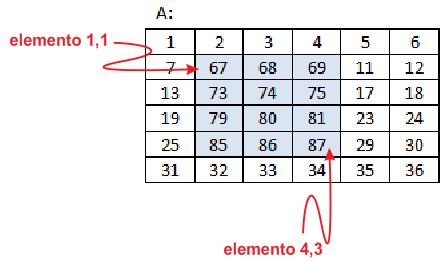 A:
elemento 1,1
1 2 3 4 5 6
7 67 68 69 11 12
13 73 74 75 17 18
19 79 80 81 23 24
25 85 86 87 29 30
31 32 33 34 35 36
elemento 4,3